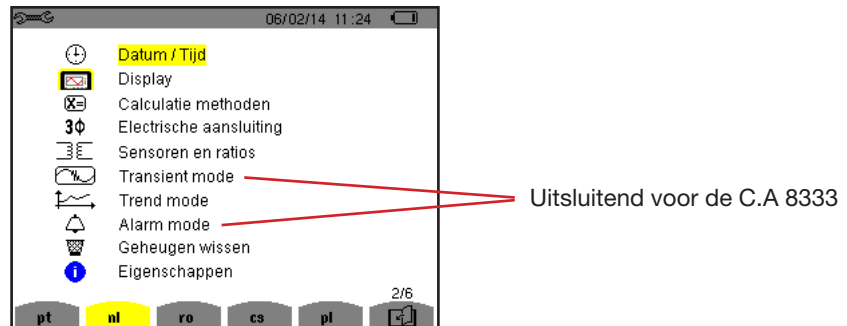 06/02/14 11:24
Datum / Tijd
Display
X= Calculatie methoden
3Φ Electrische aansluiting
Sensoren en ratios
Transient mode
Uitsluitend voor de C.A 8333
Trend mode
Alarm mode
Geheugen wissen
i Eigenschappen
2/6
pt nl ro cs pl